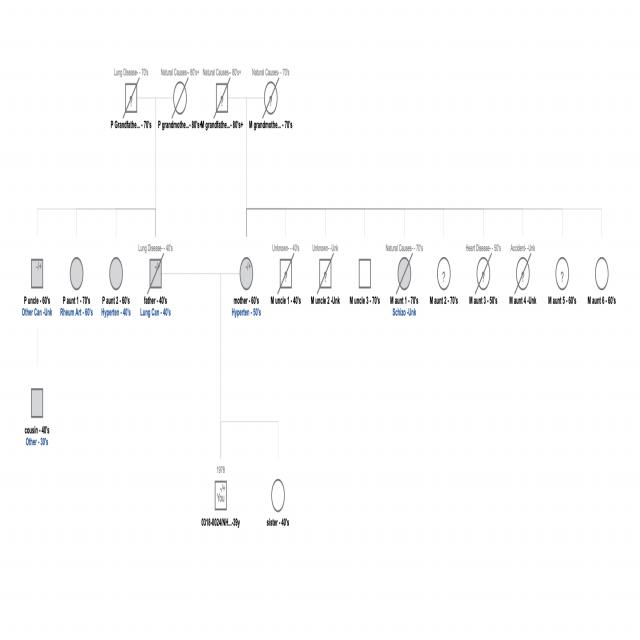 Lung Disease- - 70's
Natural Causes- - 80's+
Natural Causes- - 80's+
Natural Causes- - 70's
?
?
?
?
P Grandfathe... - 70's
P grandmothe... - 80's+
M grandfathe... - 80's+
M grandmothe... - 70's
Lung Disease- - 40's
Unknown- - 40's
Unknown- -Unk
Natural Causes- - 70's
Heart Disease- - 50's
Accident- -Unk
-/+
-/+
-/+
?
?
?
?
?
?
P uncle - 60's
P aunt 1 - 70's
P aunt 2 - 60's
father - 40's
mother - 60's
M uncle 1 - 40's
M uncle 2 -Unk
M uncle 3 - 70's
M aunt 1 - 70's
M aunt 2 - 70's
M aunt 3 - 50's
M aunt 4 -Unk
M aunt 5 - 60's
M aunt 6 - 60's
Other Can -Unk
Rheum Art - 60's
Hyperten - 40's
Lung Can - 40's
Hyperten - 50's
Schizo -Unk
cousin - 40's
Other - 30's
1976
-/+
You
0318-0024/NH...-39y
sister - 40's